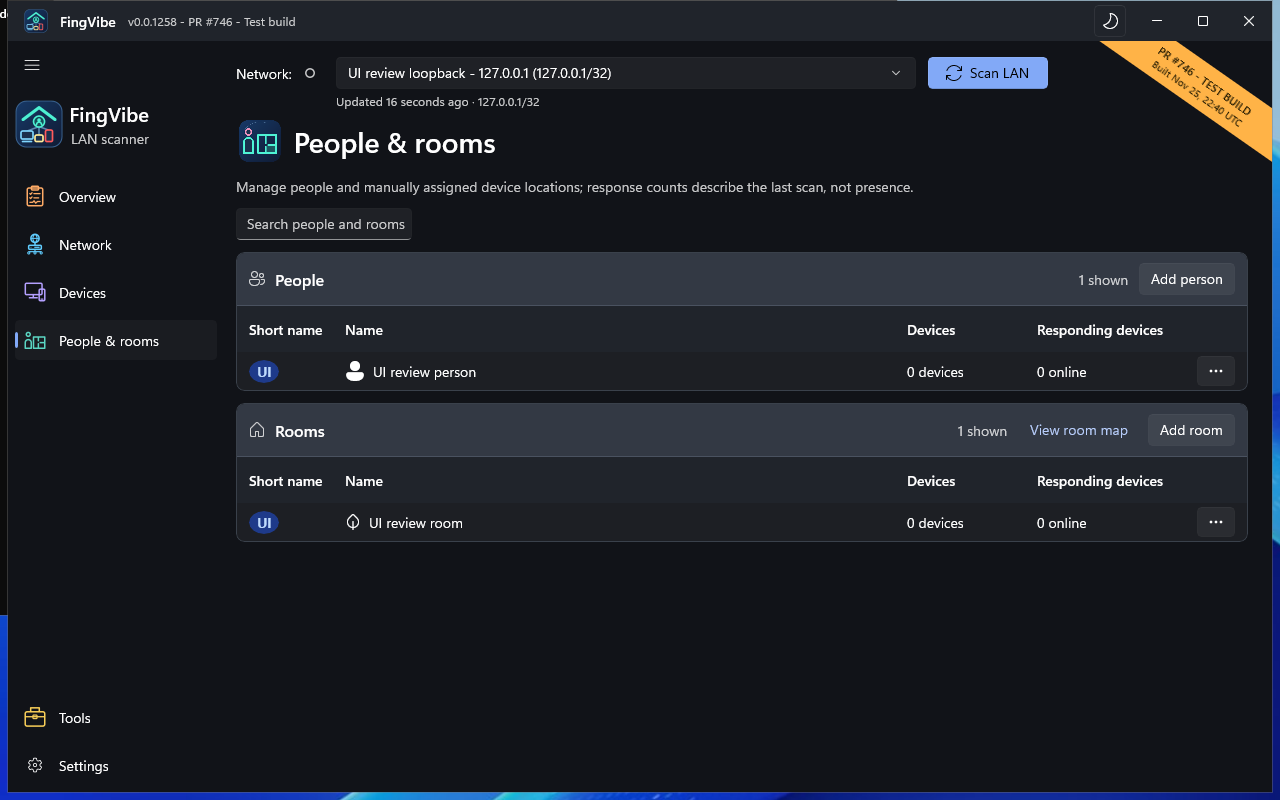 FingVibe v0.0.1258 - PR #746 - Test build
PR #746 - TEST BUILD
Built Nov 25, 22:40 UTC
Network: UI review loopback - 127.0.0.1 (127.0.0.1/32) Scan LAN
Updated 16 seconds ago · 127.0.0.1/32
FingVibe
LAN scanner
Overview
Network
Devices
People & rooms
Tools
Settings
People & rooms
Manage people and manually assigned device locations; response counts describe the last scan, not presence.
Search people and rooms
People 1 shown Add person
Short name Name Devices Responding devices
UI UI review person 0 devices 0 online
Rooms 1 shown View room map Add room
Short name Name Devices Responding devices
UI UI review room 0 devices 0 online